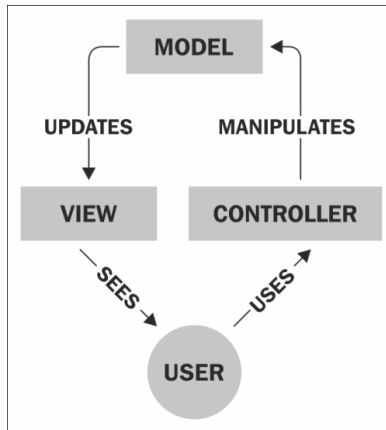 MODEL
UPDATES
MANIPULATES
VIEW
CONTROLLER
SEES
USES
USER